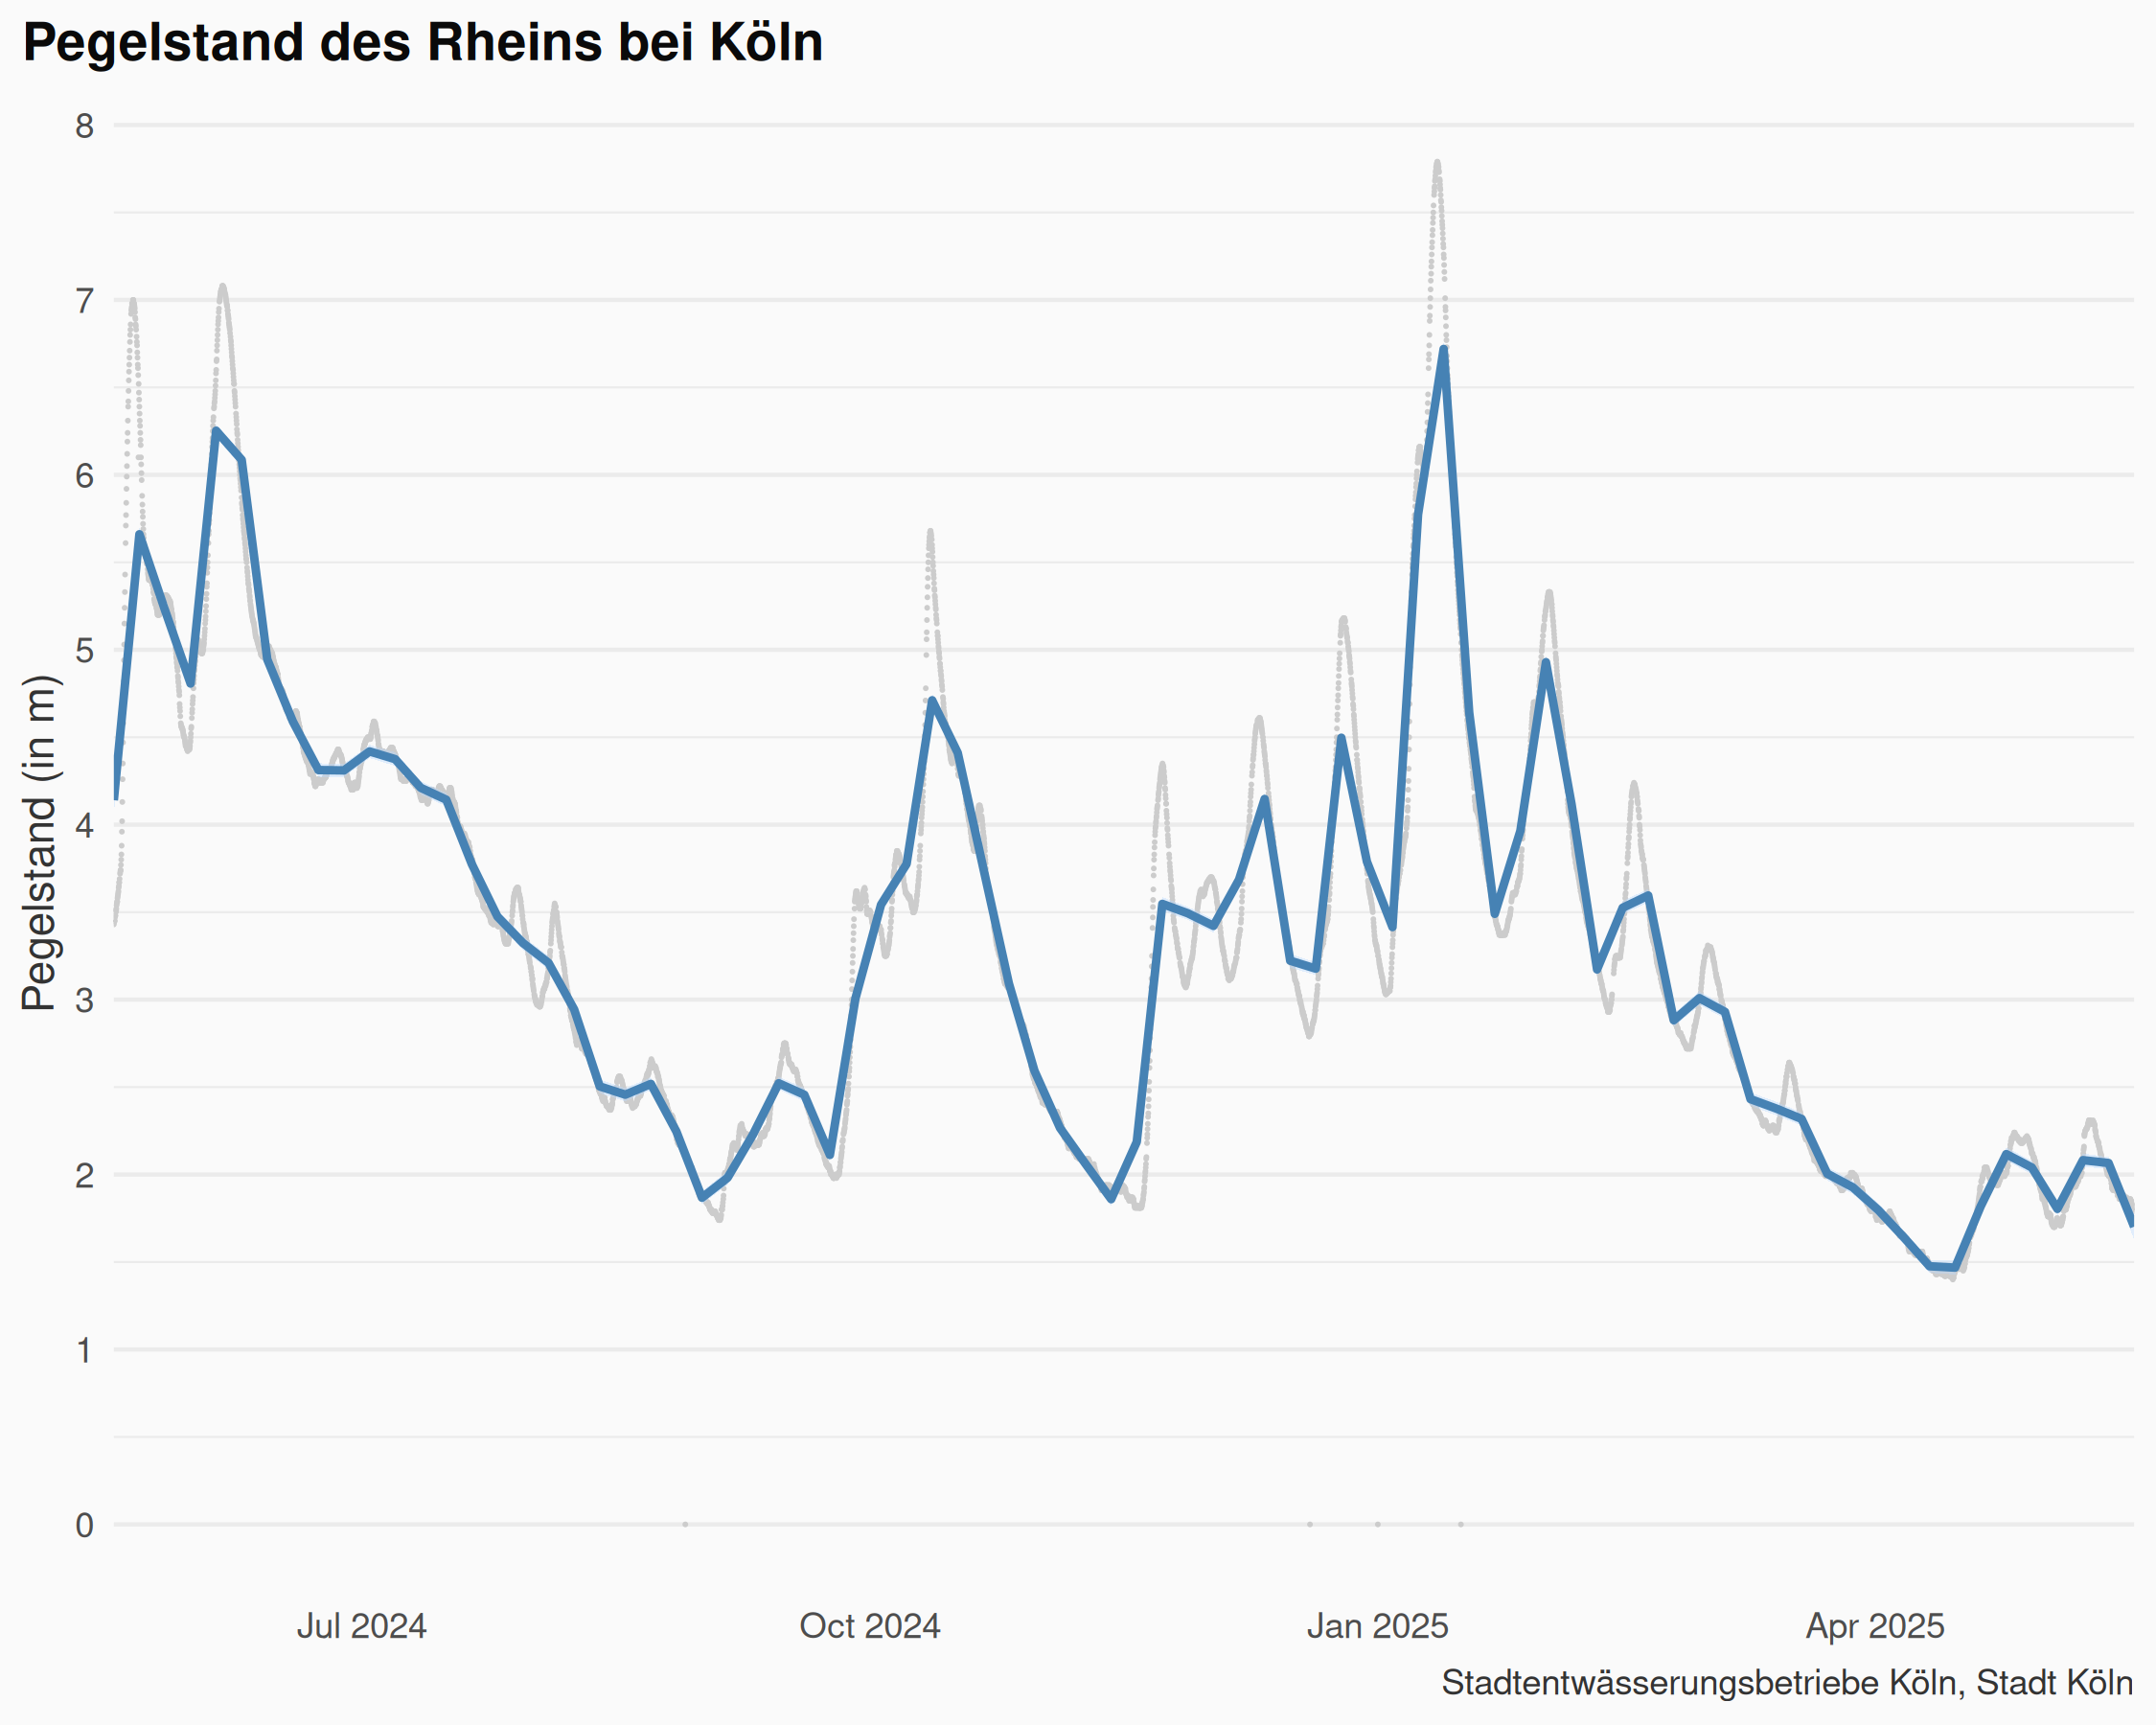 Pegelstand des Rheins bei Köln
Pegelstand (in m)
8
7
6
5
4
3
2
1
0
Jul 2024 Oct 2024 Jan 2025 Apr 2025
Stadtentwässerungsbetriebe Köln, Stadt Köln